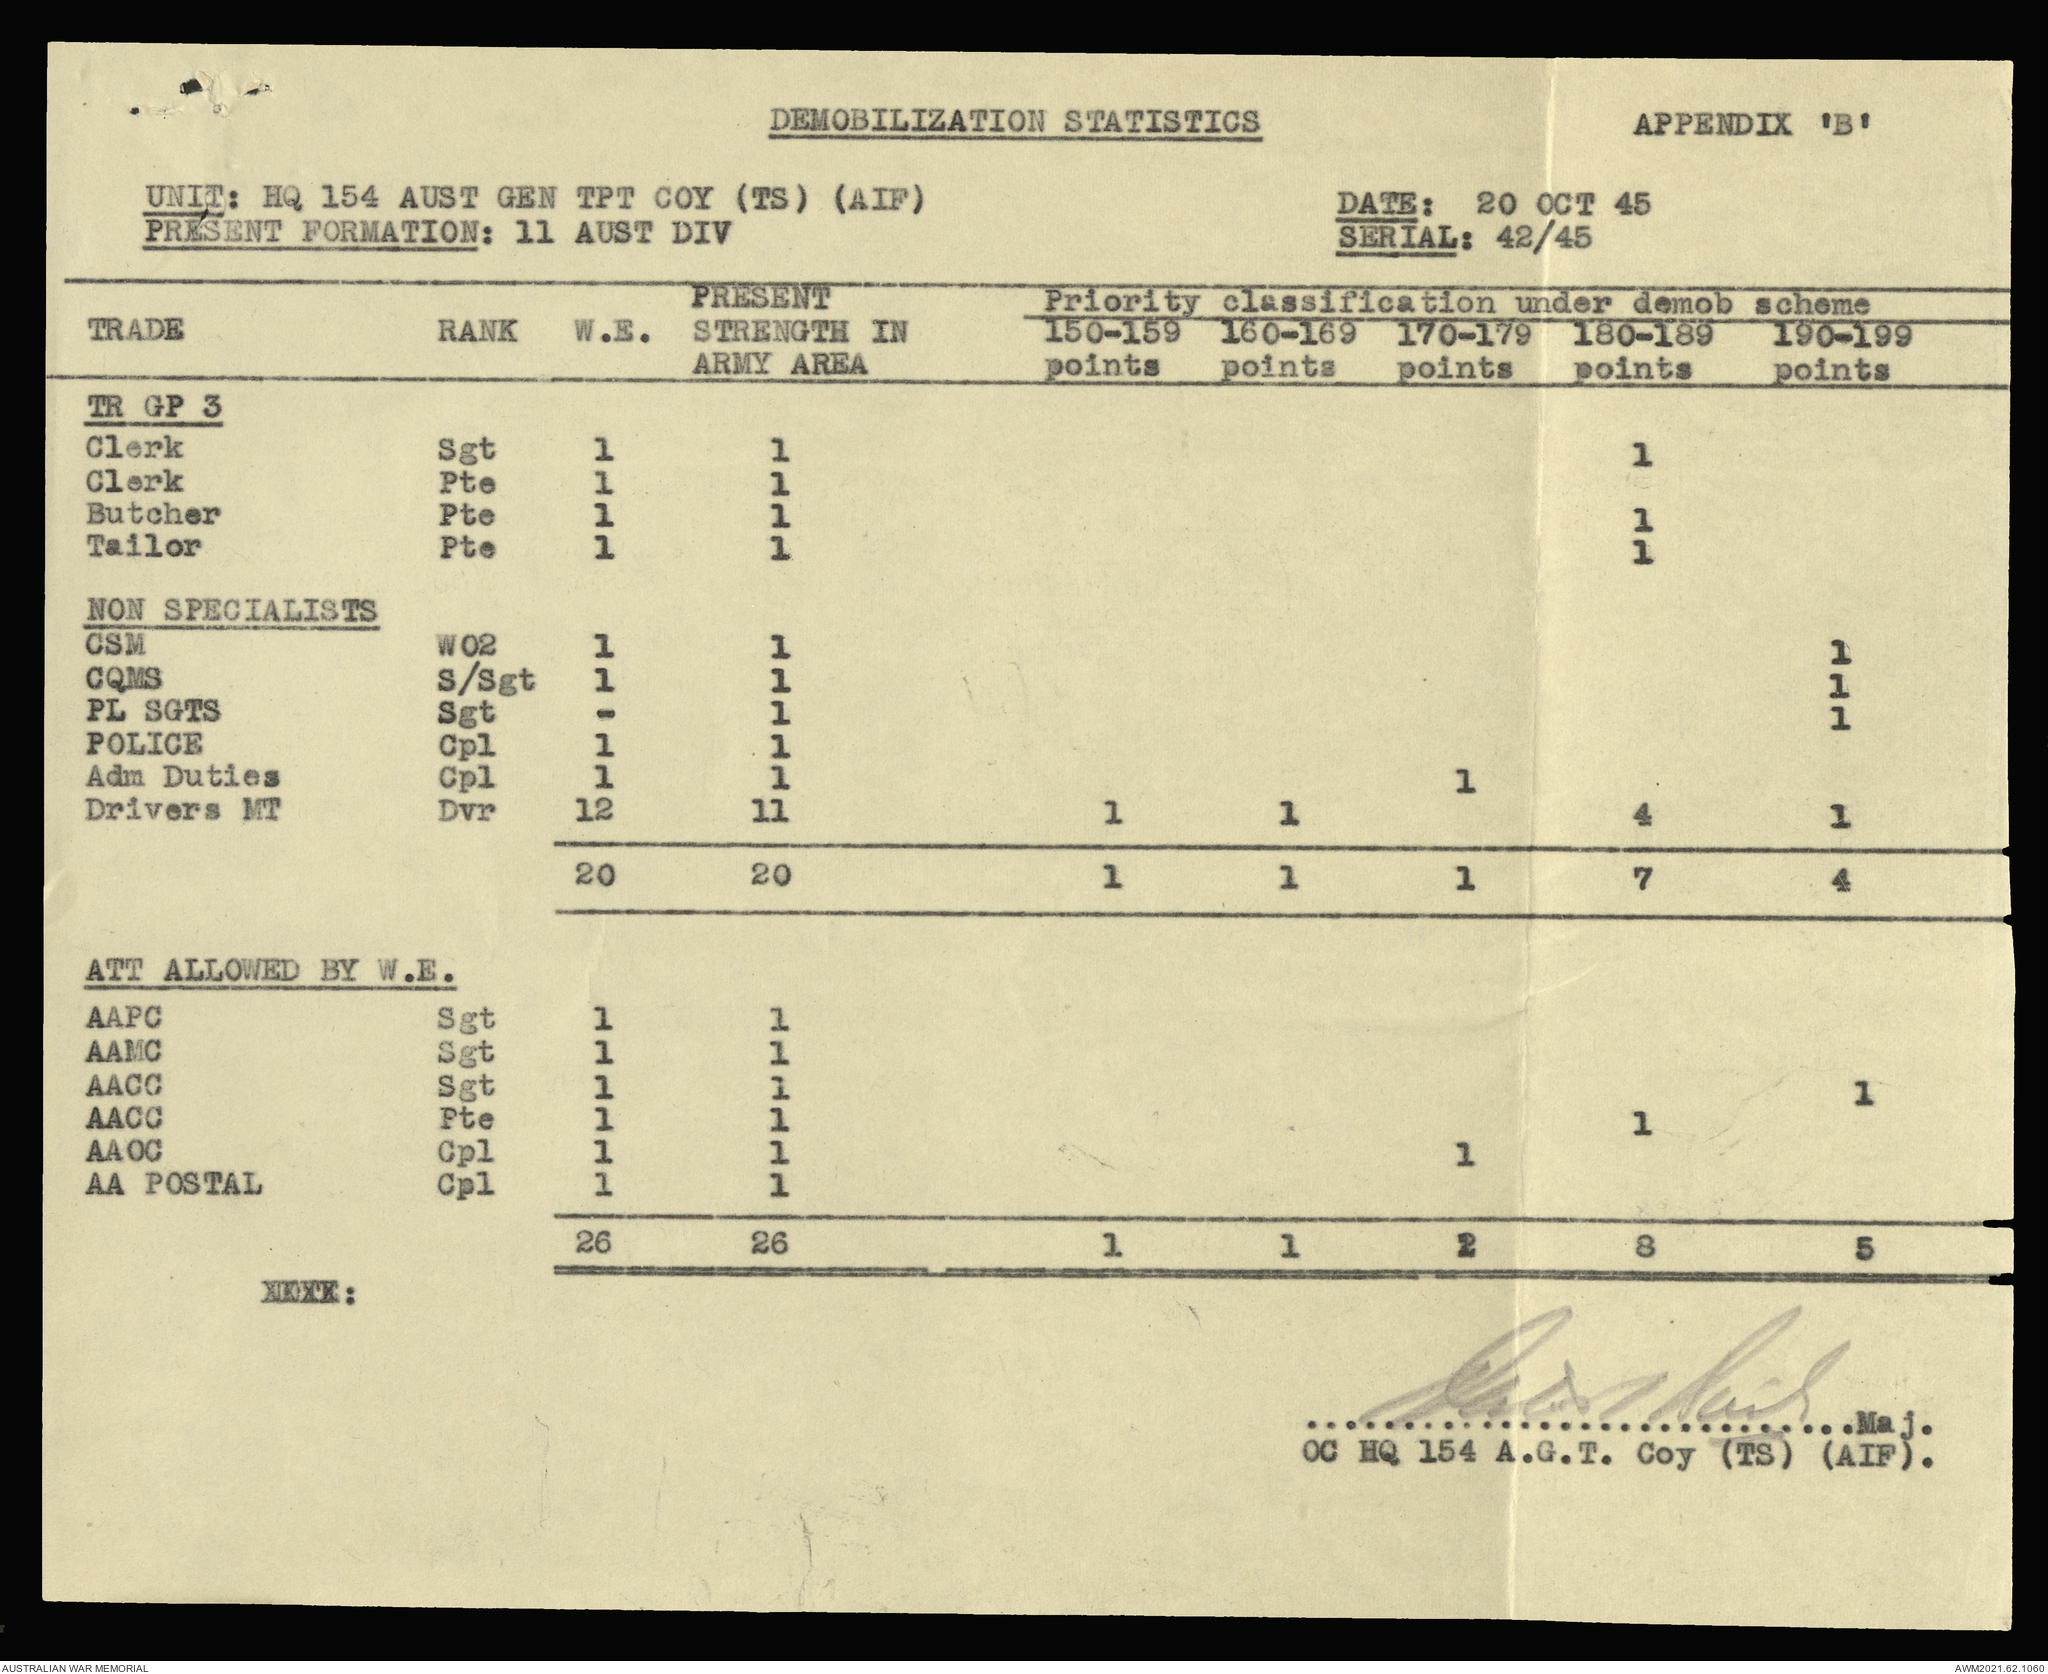 DEMOBILIZATION STATISTICS APPENDIX 'B'
UNIT: HQ 154 AUST GEN TPT COY (TS) (AIF) DATE: 20 OCT 45
PRESENT FORMATION: 11 AUST DIV SERIAL: 42/45
PRESENT Priority classification under demob scheme
TRADE RANK W.E. STRENGTH IN 150-159 160-169 170-179 180-189 190-199
ARMY AREA points points points points points
TR GP 3
Clerk Sgt 1 1 1
Clerk Pte 1 1
Butcher Pte 1 1 1
Tailor Pte 1 1 1
NON SPECIALISTS
CSM WO2 1 1 1
CQMS S/Sgt 1 1 1
PL SGTS Sgt - 1 1
POLICE Cpl 1 1
Adm Duties Cpl 1 1 1
Drivers MT Dvr 12 11 1 1 4 1
20 20 1 1 1 7 4
ATT ALLOWED BY W.E.
AAPC Sgt 1 1
AAMC Sgt 1 1
AACC Sgt 1 1 1
AACC Pte 1 1 1
AAOC Cpl 1 1 1
AA POSTAL Cpl 1 1
26 26 1 1 2 8 5
..............................Maj.
OC HQ 154 A.G.T. Coy (TS) (AIF).
AUSTRALIAN WAR MEMORIAL AWM2021.62.1060